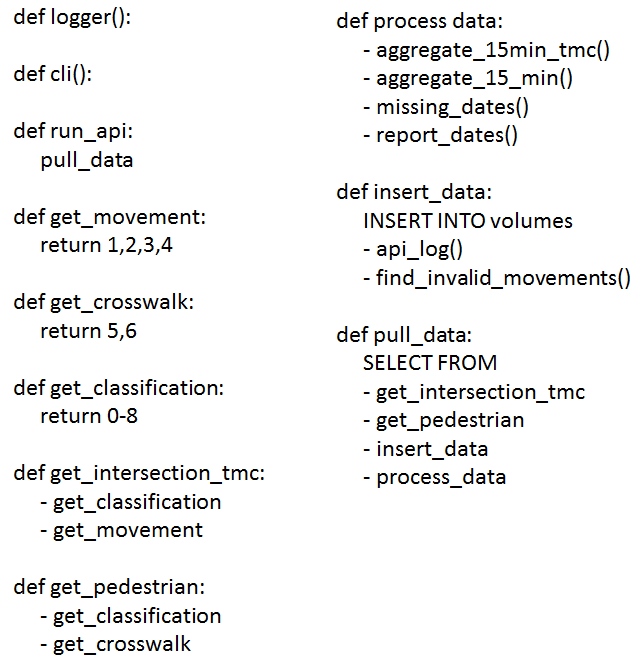 def logger():
def cli():
def run_api:
pull_data
def get_movement:
return 1,2,3,4
def get_crosswalk:
return 5,6
def get_classification:
return 0-8
def get_intersection_tmc:
- get_classification
- get_movement
def get_pedestrian:
- get_classification
- get_crosswalk
def process data:
- aggregate_15min_tmc()
- aggregate_15_min()
- missing_dates()
- report_dates()
def insert_data:
INSERT INTO volumes
- api_log()
- find_invalid_movements()
def pull_data:
SELECT FROM
- get_intersection_tmc
- get_pedestrian
- insert_data
- process_data